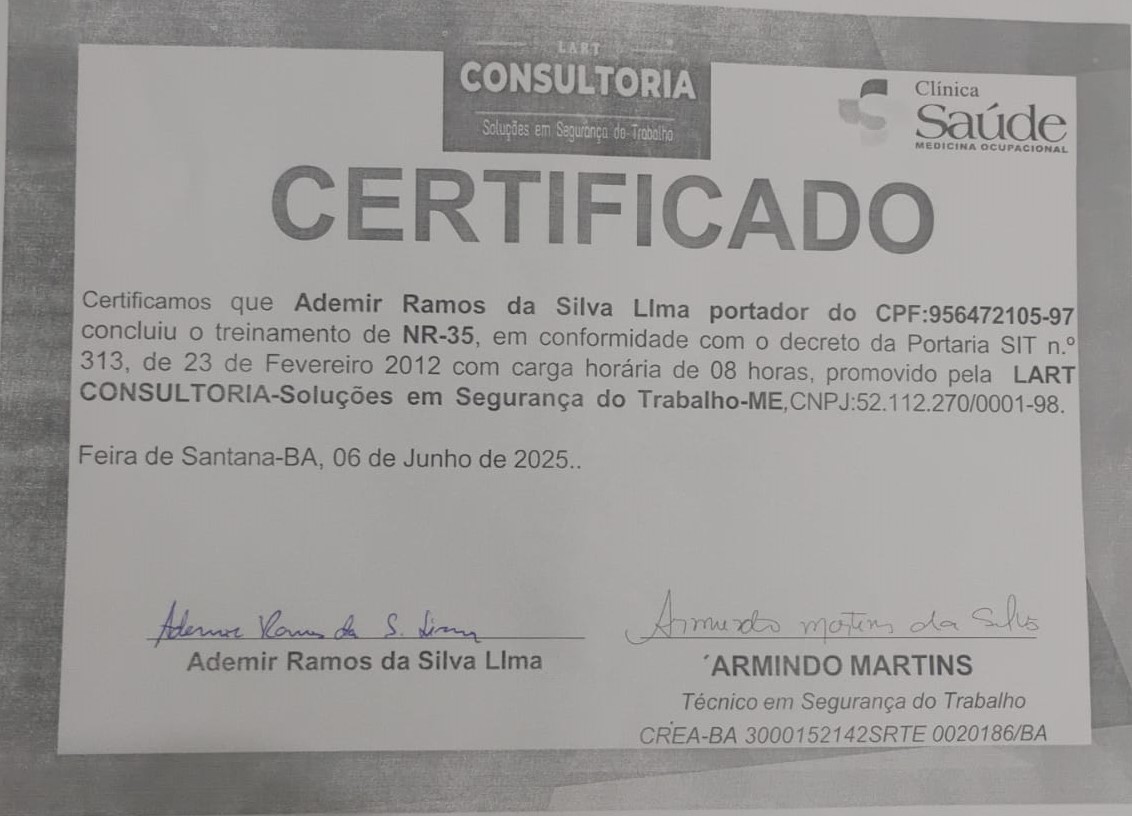 LART
CONSULTORIA
Soluções em Segurança do Trabalho
Clínica
Saúde
MEDICINA OCUPACIONAL
CERTIFICADO
Certificamos que Ademir Ramos da Silva LIma portador do CPF:956472105-97
concluiu o treinamento de NR-35, em conformidade com o decreto da Portaria SIT n.º
313, de 23 de Fevereiro 2012 com carga horária de 08 horas, promovido pela LART
CONSULTORIA-Soluções em Segurança do Trabalho-ME,CNPJ:52.112.270/0001-98.
Feira de Santana-BA, 06 de Junho de 2025..
Ademir Ramos da S. Lima
Armindo Martins da Silva
Ademir Ramos da Silva LIma
´ARMINDO MARTINS
Técnico em Segurança do Trabalho
CREA-BA 3000152142SRTE 0020186/BA